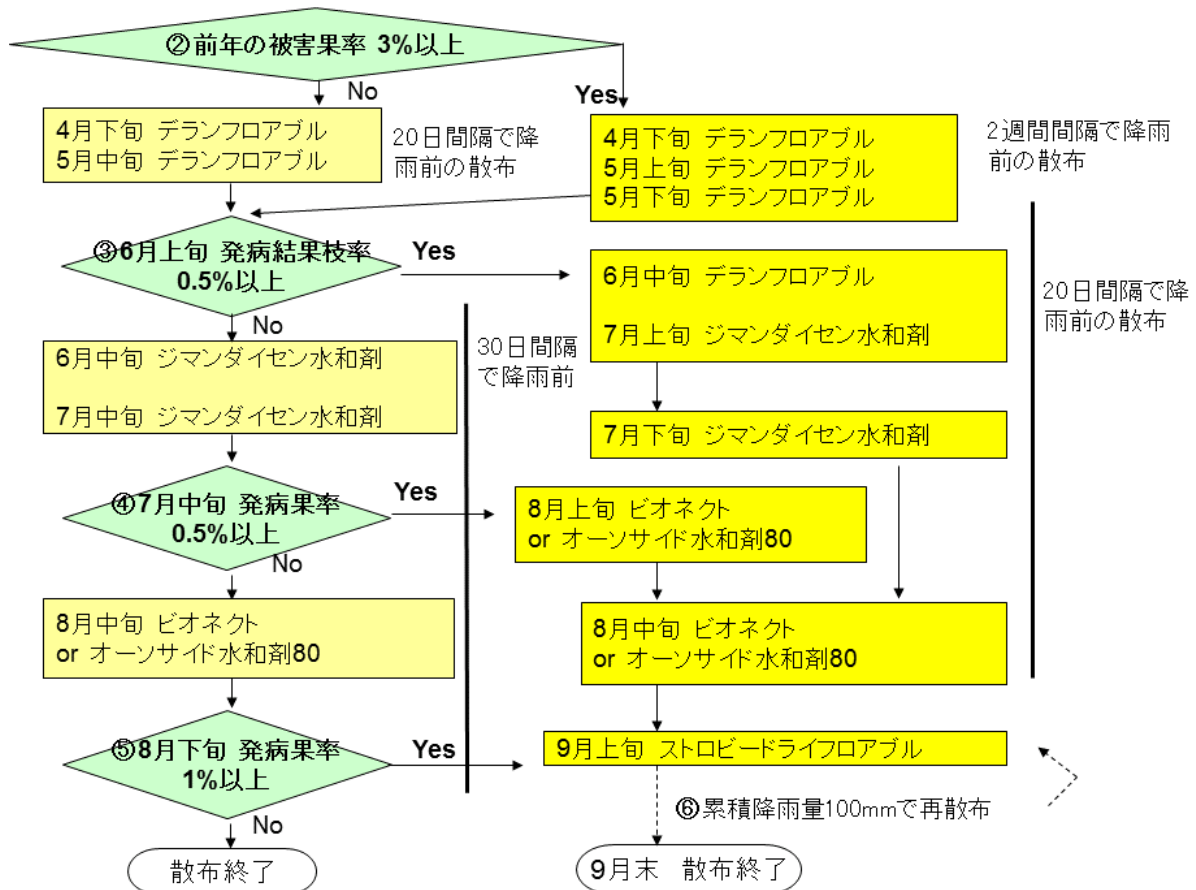 ②前年の被害果率 3%以上
No
Yes
4月下旬 デランフロアブル
5月中旬 デランフロアブル
20日間隔で降
雨前の散布
4月下旬 デランフロアブル
5月上旬 デランフロアブル
5月下旬 デランフロアブル
2週間間隔で降雨
前の散布
③6月上旬 発病結果枝率
0.5%以上
Yes
No
6月中旬 デランフロアブル
7月上旬 ジマンダイセン水和剤
20日間隔で降
雨前の散布
6月中旬 ジマンダイセン水和剤
7月中旬 ジマンダイセン水和剤
30日間隔
で降雨前
7月下旬 ジマンダイセン水和剤
④7月中旬 発病果率
0.5%以上
Yes
No
8月上旬 ビオネクト
or オーソサイド水和剤80
8月中旬 ビオネクト
or オーソサイド水和剤80
8月中旬 ビオネクト
or オーソサイド水和剤80
⑤8月下旬 発病果率
1%以上
Yes
No
9月上旬 ストロビードライフロアブル
⑥累積降雨量100mmで再散布
散布終了
9月末 散布終了